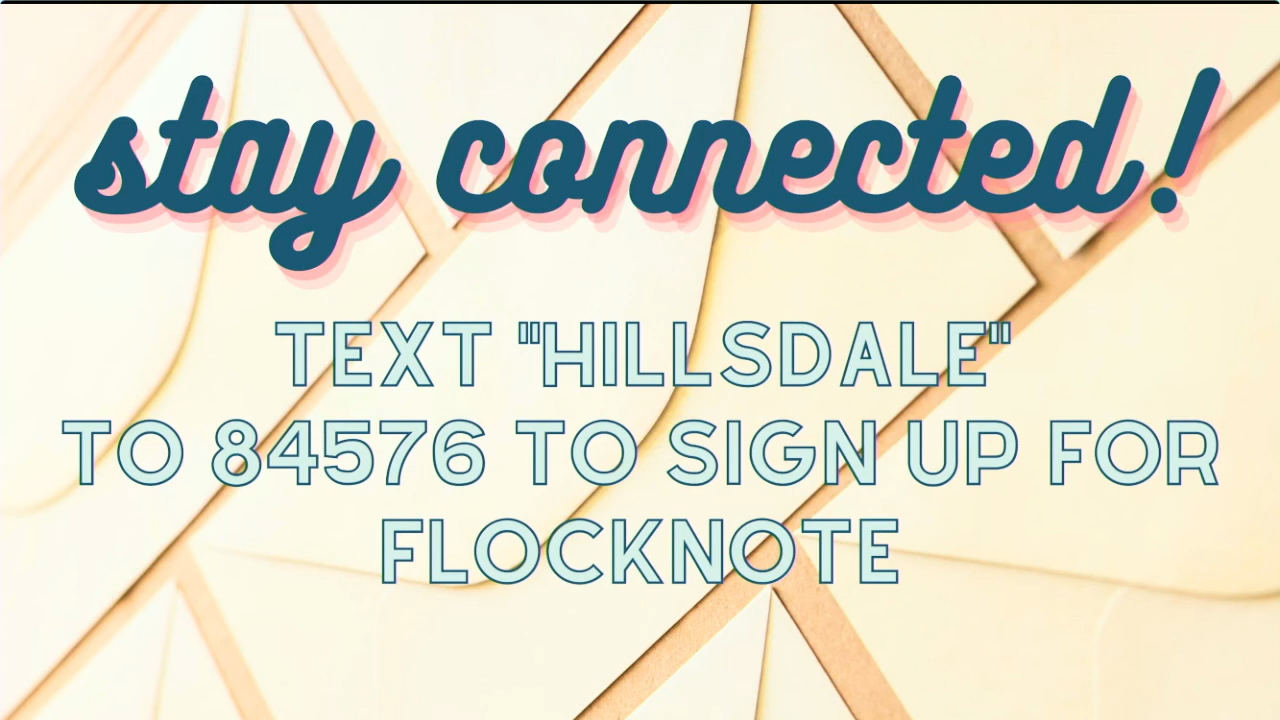 stay connected!
TEXT "HILLSDALE"
TO 84576 TO SIGN UP FOR
FLOCKNOTE